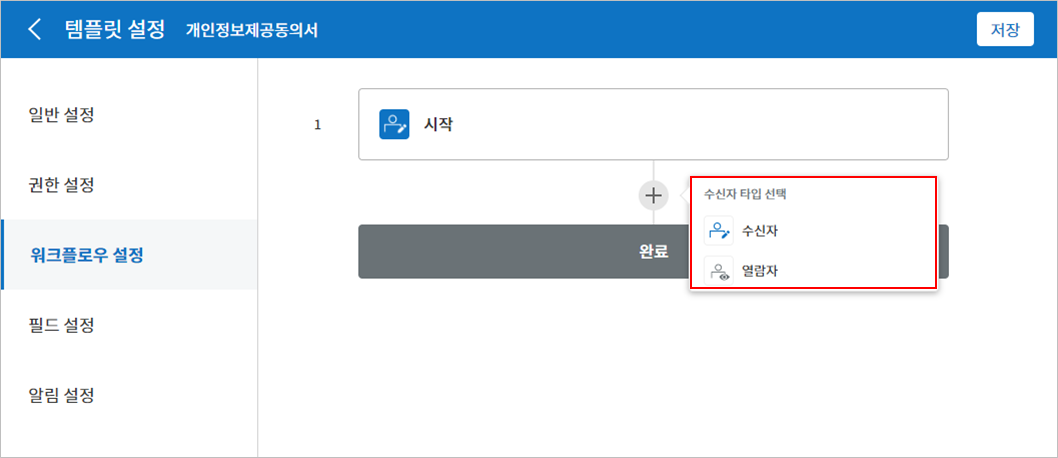 템플릿 설정 개인정보제공동의서 저장
일반 설정
권한 설정
워크플로우 설정
필드 설정
알림 설정
1 시작
수신자 타입 선택
수신자
열람자
완료